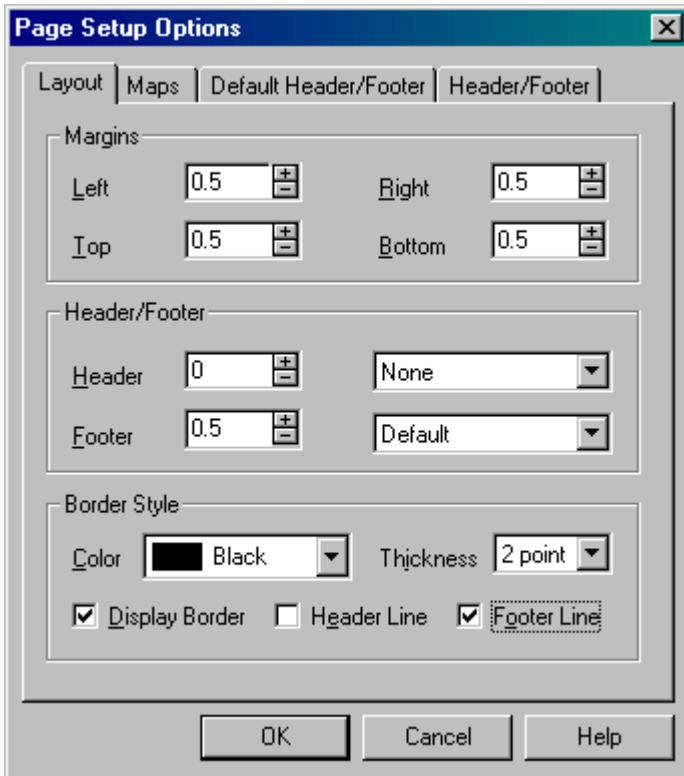 Page Setup Options
Layout Maps Default Header/Footer Header/Footer
Margins
Left 0.5 Right 0.5
Top 0.5 Bottom 0.5
Header/Footer
Header 0 None
Footer 0.5 Default
Border Style
Color Black Thickness 2 point
Display Border Header Line Footer Line
OK Cancel Help